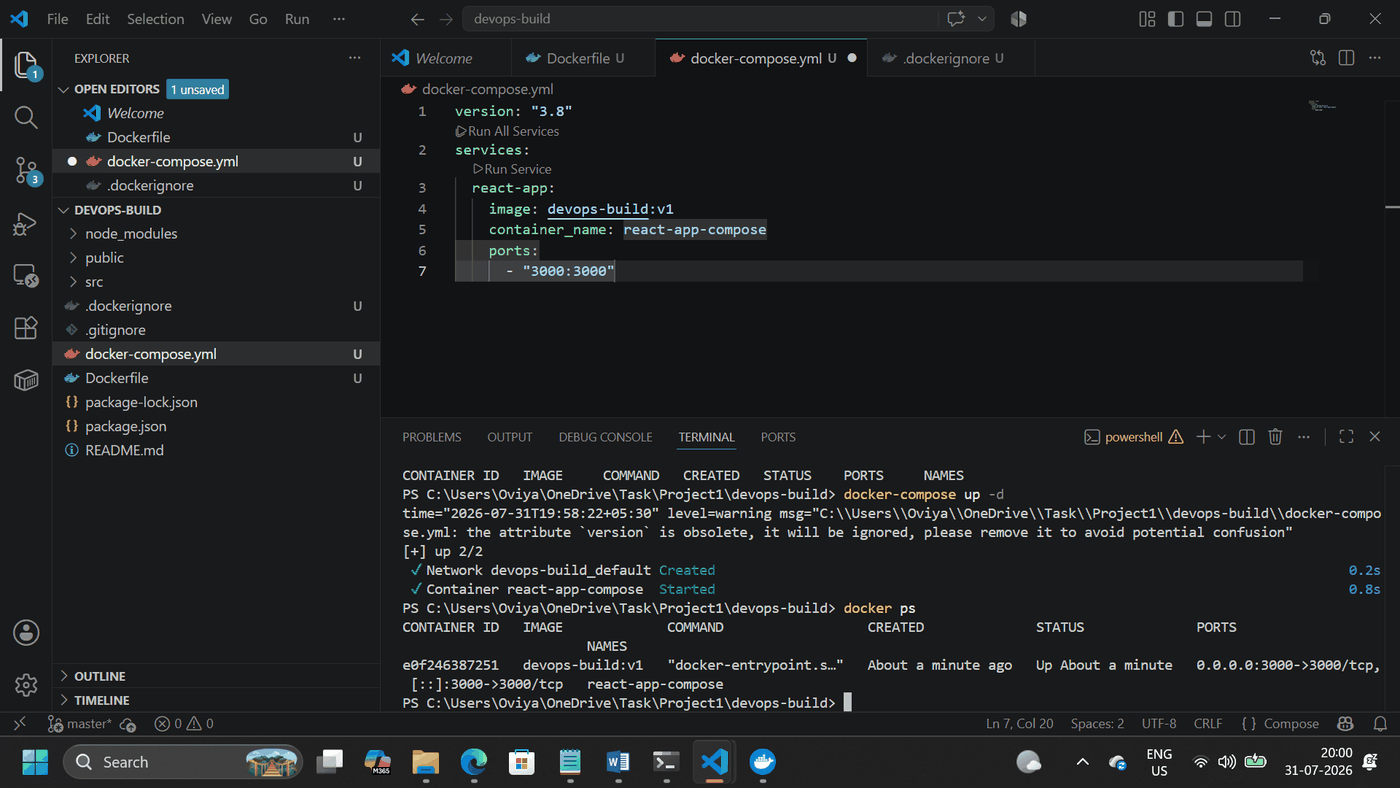 File Edit Selection View Go Run ···
devops-build
EXPLORER
OPEN EDITORS 1 unsaved
Welcome
Dockerfile U
docker-compose.yml U
.dockerignore U
DEVOPS-BUILD
node_modules
public
src
.dockerignore U
.gitignore
docker-compose.yml U
Dockerfile U
package-lock.json
package.json
README.md
OUTLINE
TIMELINE
1
3
Welcome Dockerfile U docker-compose.yml U .dockerignore U
docker-compose.yml
1 version: "3.8"
Run All Services
2 services:
Run Service
3 react-app:
4 image: devops-build:v1
5 container_name: react-app-compose
6 ports:
7 - "3000:3000"
PROBLEMS OUTPUT DEBUG CONSOLE TERMINAL PORTS
powershell
CONTAINER ID IMAGE COMMAND CREATED STATUS PORTS NAMES
PS C:\Users\Oviya\OneDrive\Task\Project1\devops-build> docker-compose up -d
time="2026-07-31T19:58:22+05:30" level=warning msg="C:\\Users\\Oviya\\OneDrive\\Task\\Project1\\devops-build\\docker-compo
se.yml: the attribute `version` is obsolete, it will be ignored, please remove it to avoid potential confusion"
[+] up 2/2
✓ Network devops-build_default Created 0.2s
✓ Container react-app-compose Started 0.8s
PS C:\Users\Oviya\OneDrive\Task\Project1\devops-build> docker ps
CONTAINER ID IMAGE COMMAND CREATED STATUS PORTS
NAMES
e0f246387251 devops-build:v1 "docker-entrypoint.s…" About a minute ago Up About a minute 0.0.0.0:3000->3000/tcp,
[::]:3000->3000/tcp react-app-compose
PS C:\Users\Oviya\OneDrive\Task\Project1\devops-build>
master* 0 0 Ln 7, Col 20 Spaces: 2 UTF-8 CRLF { } Compose
Search
M365
ENG
US
20:00
31-07-2026